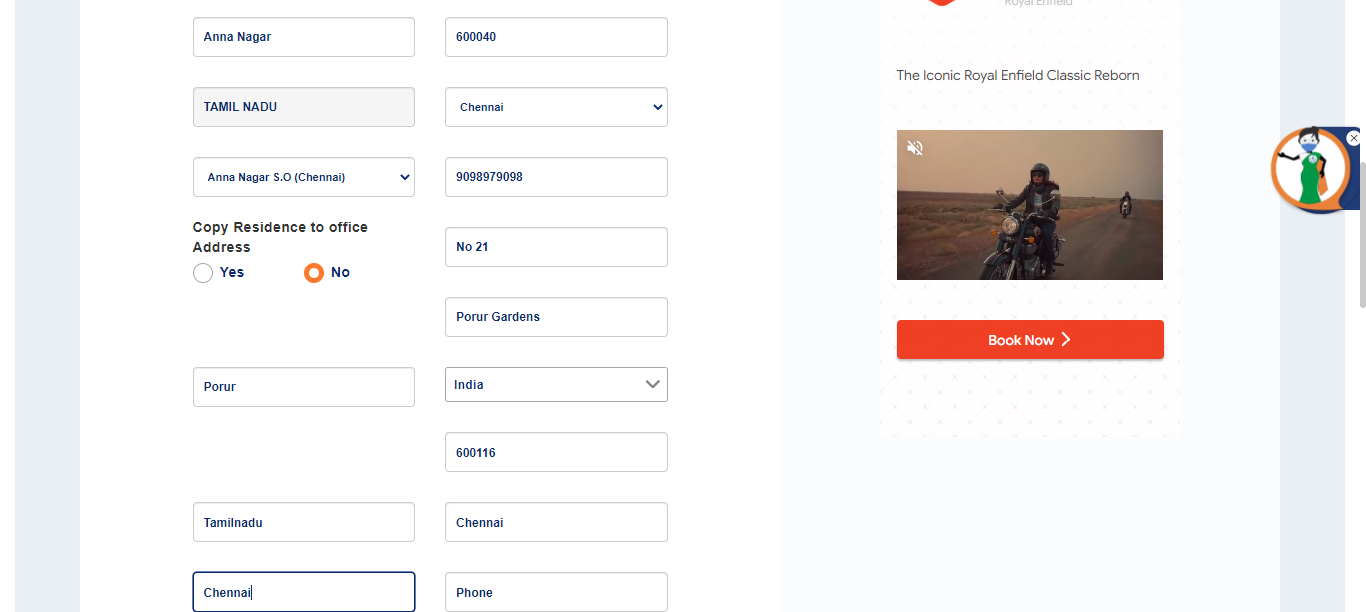 Royal Enfield
Anna Nagar
600040
The Iconic Royal Enfield Classic Reborn
TAMIL NADU
Chennai
Anna Nagar S.O (Chennai)
9098979098
Copy Residence to office
Address
Yes
No
No 21
Porur Gardens
Book Now
Porur
India
600116
Tamilnadu
Chennai
Chennai
Phone